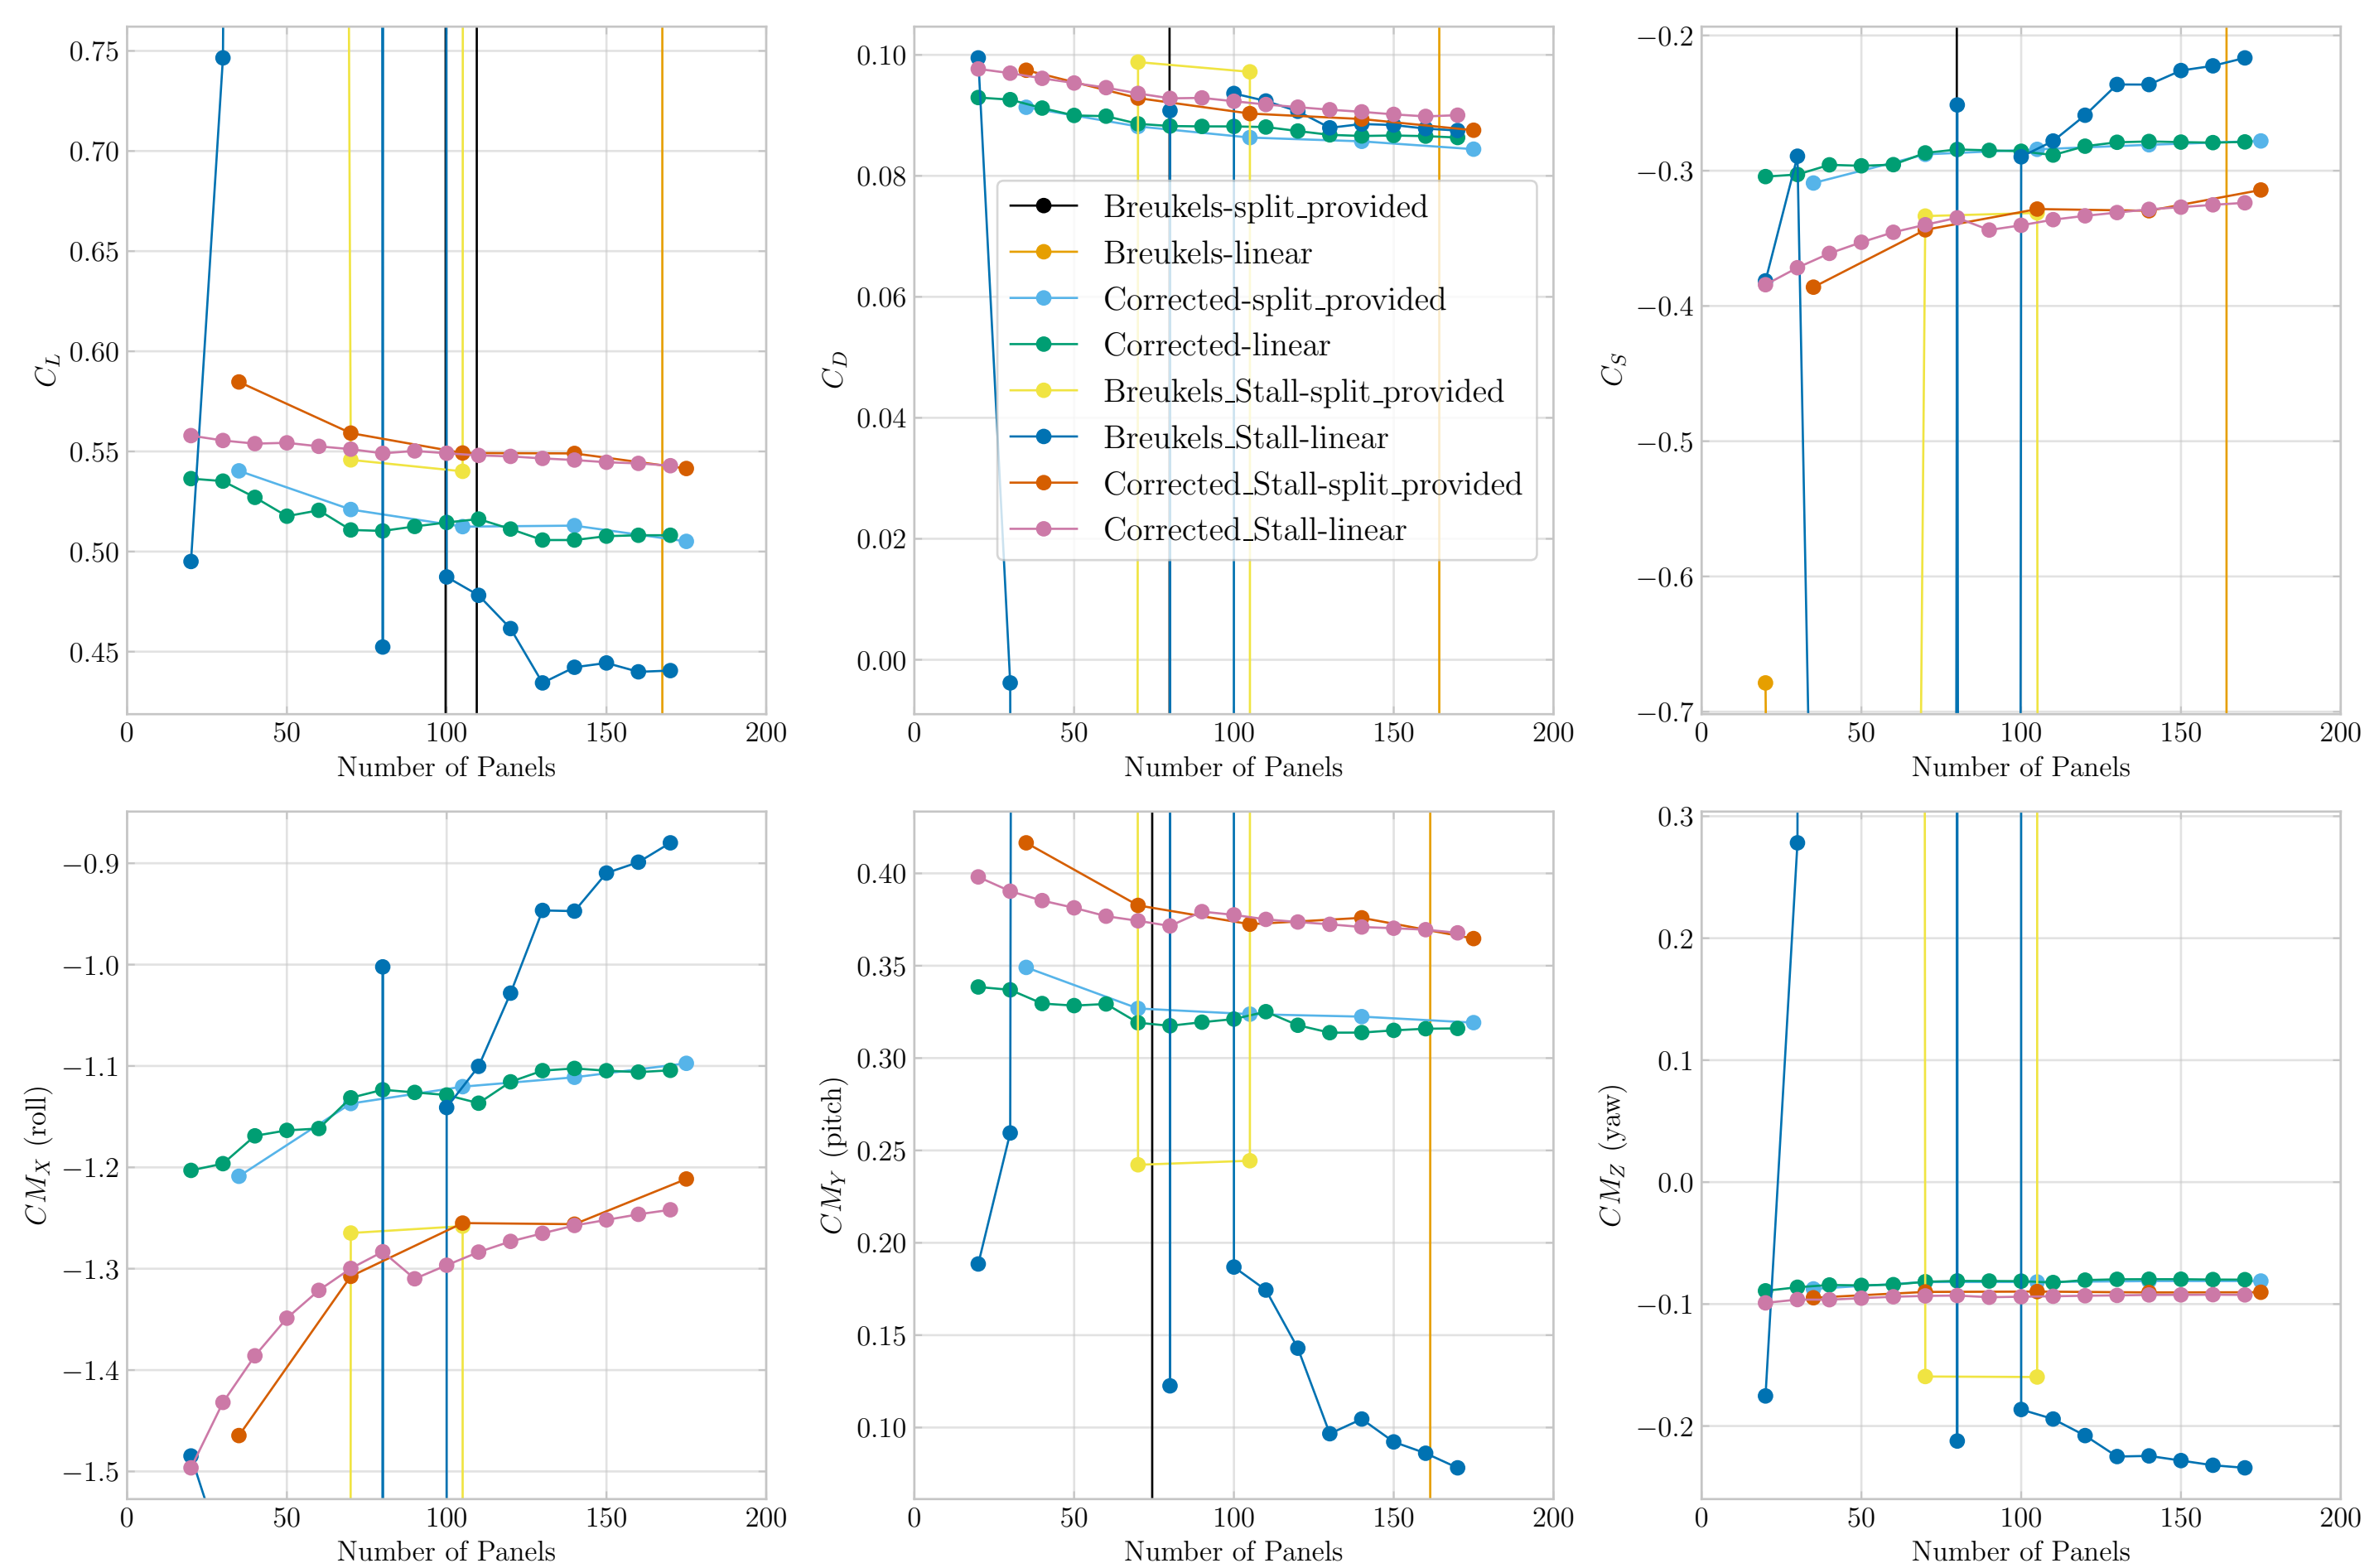 0.75
0.70
0.65
0.60
0.55
0.50
0.45
C_L
0 50 100 150 200
Number of Panels
0.10
0.08
0.06
0.04
0.02
0.00
C_D
Breukels-split_provided
Breukels-linear
Corrected-split_provided
Corrected-linear
Breukels_Stall-split_provided
Breukels_Stall-linear
Corrected_Stall-split_provided
Corrected_Stall-linear
0 50 100 150 200
Number of Panels
−0.2
−0.3
−0.4
−0.5
−0.6
−0.7
C_S
0 50 100 150 200
Number of Panels
−0.9
−1.0
−1.1
−1.2
−1.3
−1.4
−1.5
CM_X (roll)
0 50 100 150 200
Number of Panels
0.40
0.35
0.30
0.25
0.20
0.15
0.10
CM_Y (pitch)
0 50 100 150 200
Number of Panels
0.3
0.2
0.1
0.0
−0.1
−0.2
CM_Z (yaw)
0 50 100 150 200
Number of Panels